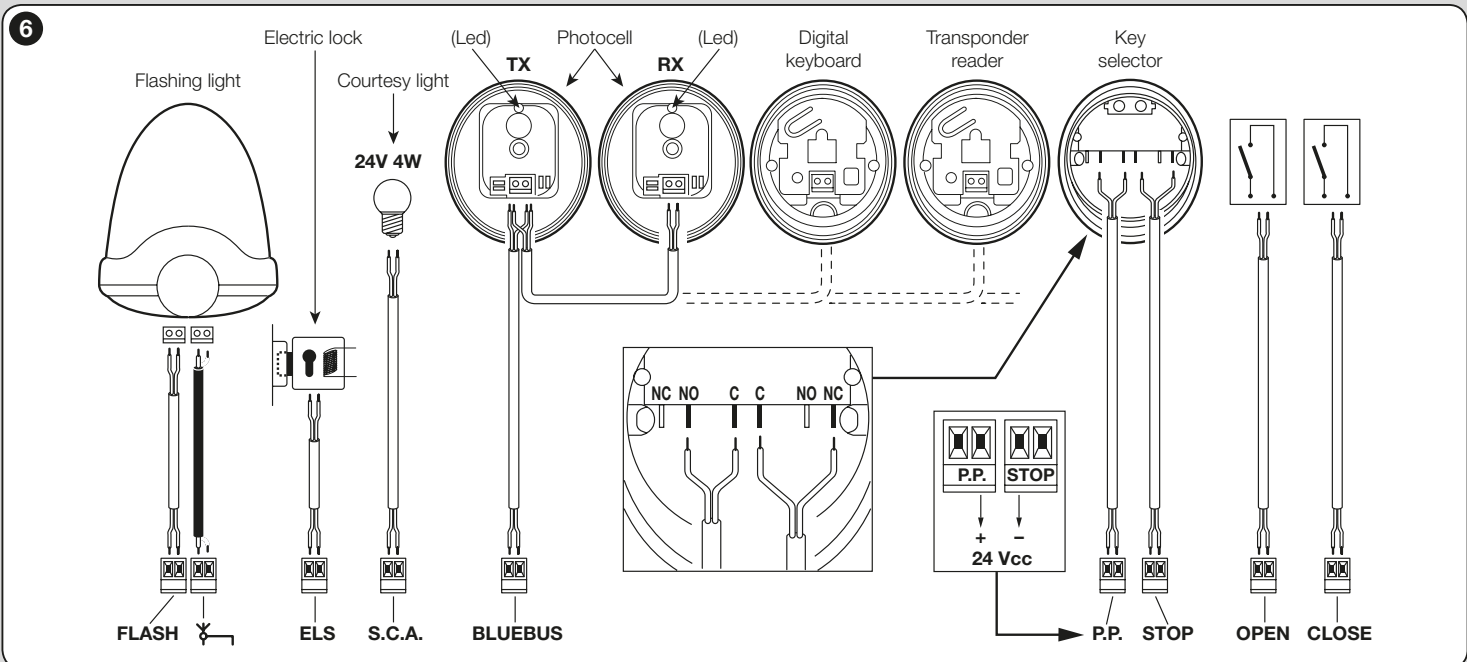 6
Flashing light
Electric lock
Courtesy light
24V 4W
(Led)
TX
Photocell
RX
(Led)
Digital
keyboard
Transponder
reader
Key
selector
NC NO C C NO NC
P.P. STOP
+ −
24 Vcc
FLASH
ELS
S.C.A.
BLUEBUS
P.P.
STOP
OPEN
CLOSE